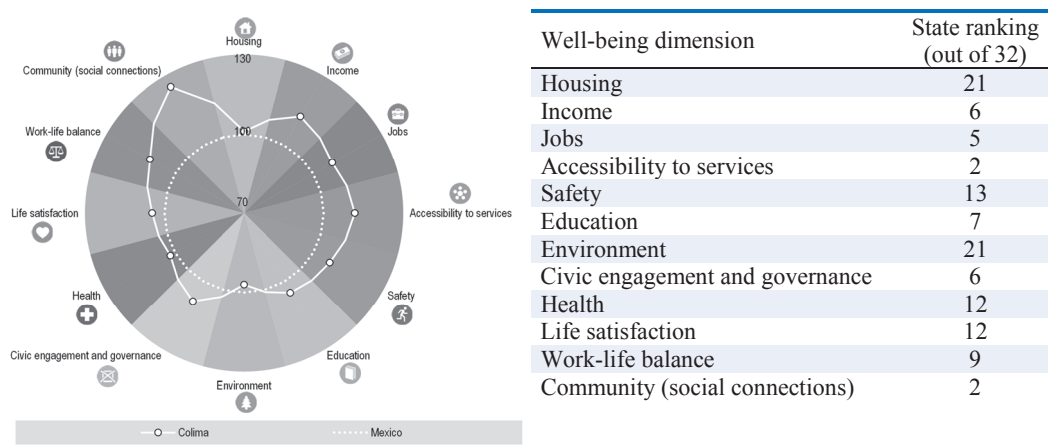 Housing
130
Community (social connections)
Income
Work-life balance
Jobs
100
70
Life satisfaction
Accessibility to services
Health
Safety
Civic engagement and governance
Education
Environment
Colima
Mexico
Well-being dimension State ranking (out of 32)
Housing 21
Income 6
Jobs 5
Accessibility to services 2
Safety 13
Education 7
Environment 21
Civic engagement and governance 6
Health 12
Life satisfaction 12
Work-life balance 9
Community (social connections) 2